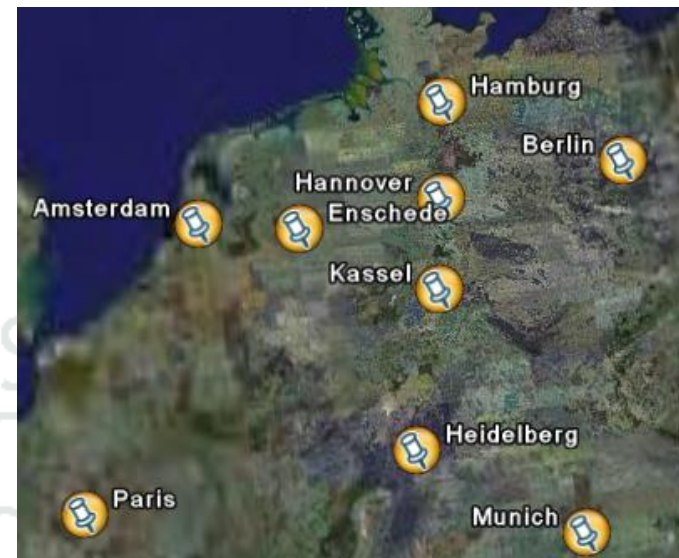 Hamburg
Berlin
Hannover
Amsterdam
Enschede
Kassel
Heidelberg
Paris
Munich